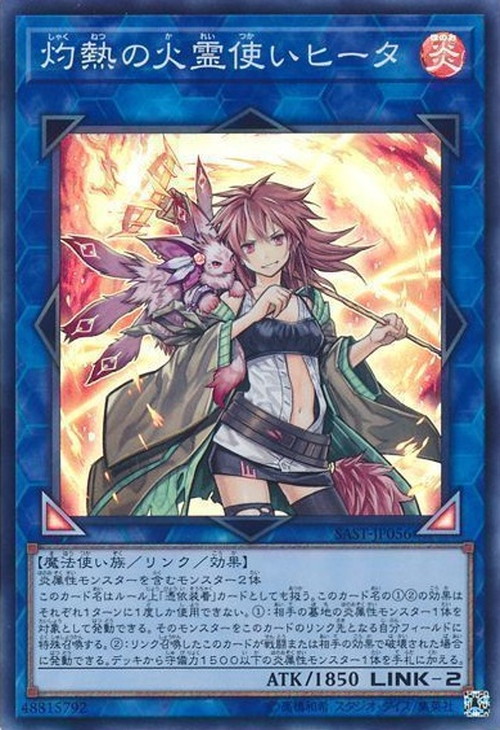 灼熱の火霊使いヒータ
炎
SAST-JP056
【魔法使い族／リンク／効果】
炎属性モンスターを含むモンスター２体
このカード名はルール上「憑依装着」カードとしても扱う。このカード名の①②の効果は
それぞれ１ターンに１度しか使用できない。①：相手の墓地の炎属性モンスター１体を
対象として発動できる。そのモンスターをこのカードのリンク先となる自分フィールドに
特殊召喚する。②：リンク召喚したこのカードが戦闘または相手の効果で破壊された場合
に発動できる。デッキから守備力１５００以下の炎属性モンスター１体を手札に加える。
ATK/1850 LINK-2
48815792
©高橋和希 スタジオ・ダイス/集英社